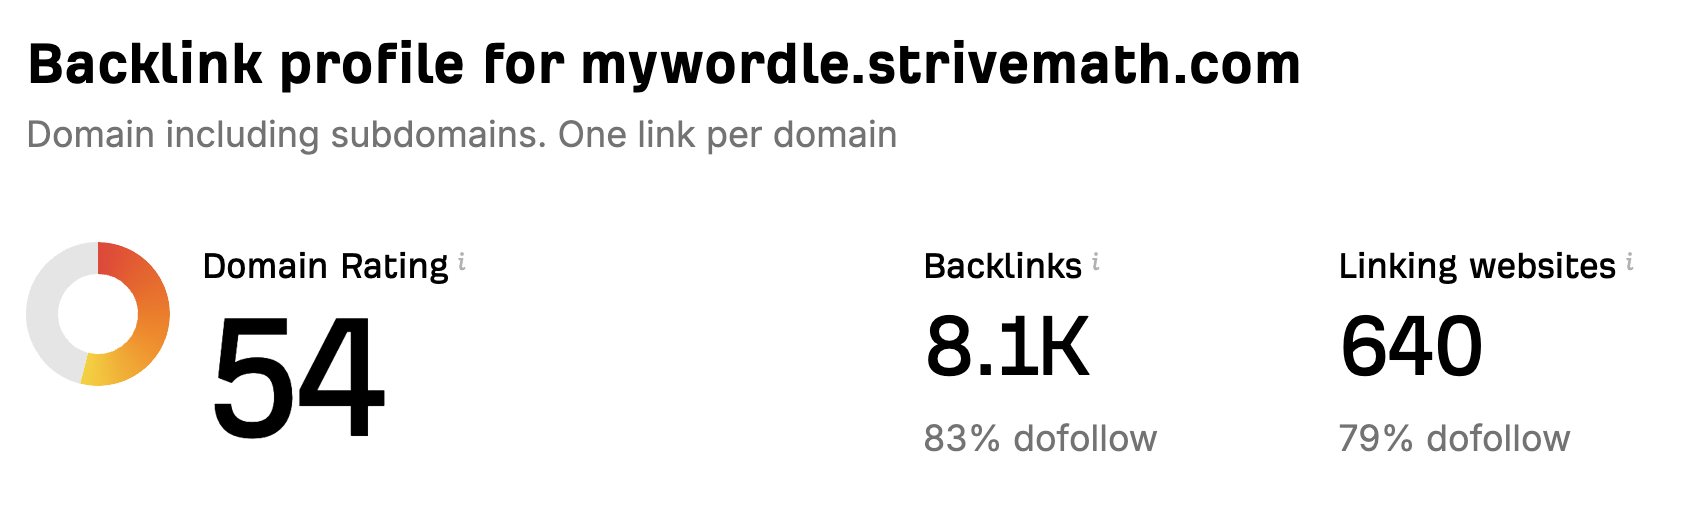 Backlink profile for mywordle.strivemath.com
Domain including subdomains. One link per domain
Domain Rating i
54
Backlinks i
8.1K
83% dofollow
Linking websites i
640
79% dofollow